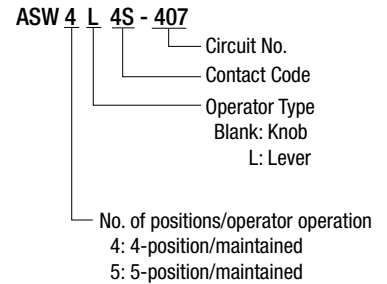 ASW 4 L 4S - 407
Circuit No.
Contact Code
Operator Type
Blank: Knob
L: Lever
No. of positions/operator operation
4: 4-position/maintained
5: 5-position/maintained